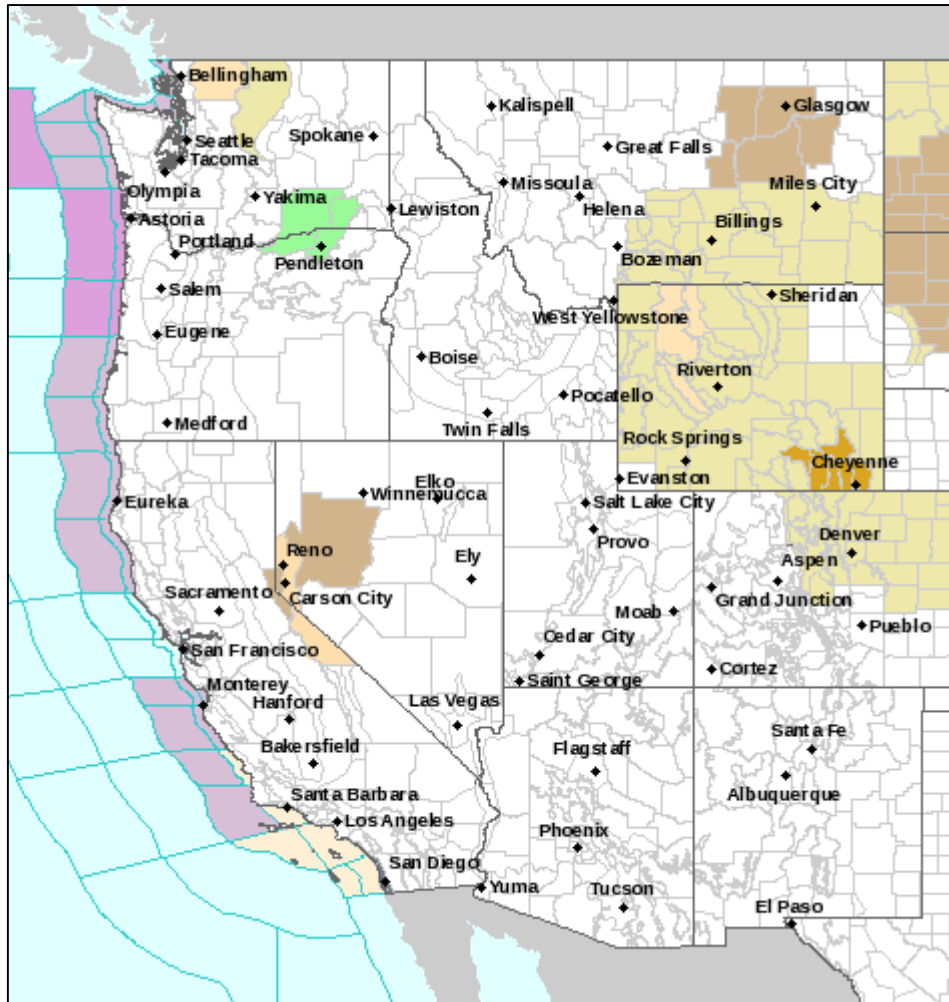 Bellingham
Kalispell
Glasgow
Spokane
Seattle
Great Falls
Tacoma
Olympia
Missoula
Miles City
Yakima
Helena
Lewiston
Astoria
Billings
Portland
Pendleton
Bozeman
Salem
Sheridan
West Yellowstone
Eugene
Boise
Riverton
Pocatello
Medford
Twin Falls
Rock Springs
Cheyenne
Elko
Evanston
Winnemucca
Eureka
Salt Lake City
Denver
Provo
Reno
Ely
Aspen
Sacramento
Carson City
Grand Junction
Moab
Pueblo
Cedar City
San Francisco
Cortez
Saint George
Monterey
Hanford
Las Vegas
Santa Fe
Bakersfield
Flagstaff
Albuquerque
Santa Barbara
Los Angeles
Phoenix
San Diego
Yuma
Tucson
El Paso